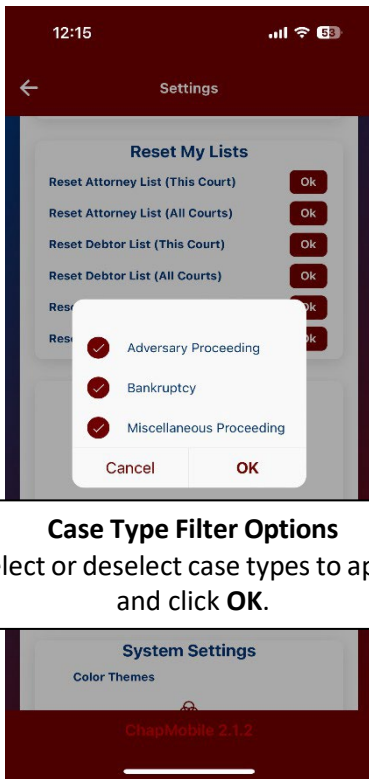 12:15
53
Settings
Reset My Lists
Reset Attorney List (This Court) Ok
Reset Attorney List (All Courts) Ok
Reset Debtor List (This Court) Ok
Reset Debtor List (All Courts) Ok
Adversary Proceeding
Bankruptcy
Miscellaneous Proceeding
Cancel OK
Case Type Filter Options
or deselect case types to
and click OK.
System Settings
Color Themes
ChapMobile 2.1.2